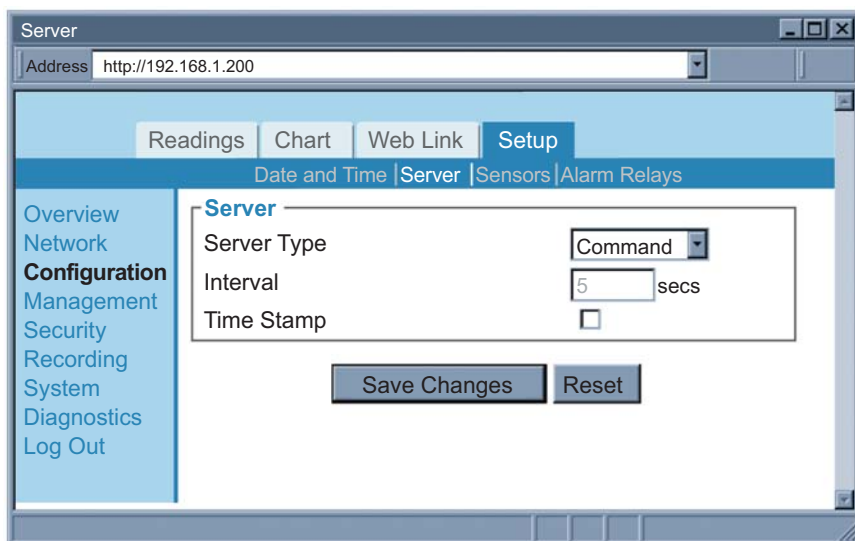 Server
Address http://192.168.1.200
Readings Chart Web Link Setup
Date and Time |Server |Sensors|Alarm Relays
Overview
Network
Configuration
Management
Security
Recording
System
Diagnostics
Log Out
Server
Server Type Command
Interval 5 secs
Time Stamp
Save Changes Reset